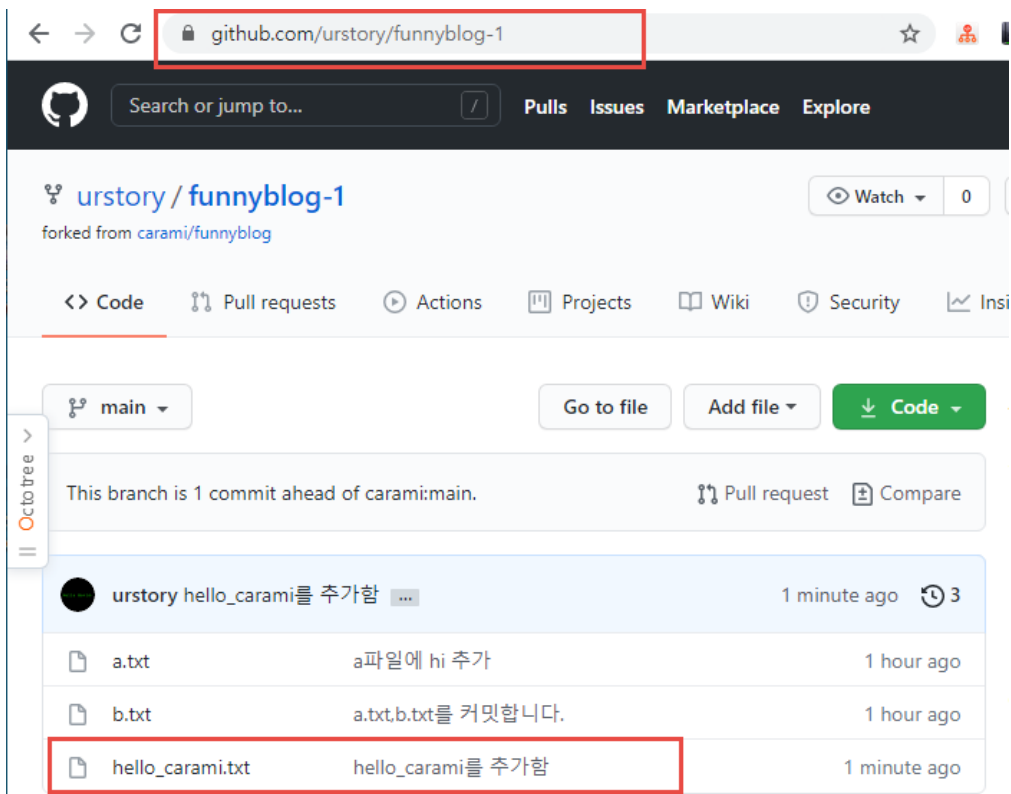 github.com/urstory/funnyblog-1
Search or jump to... / Pulls Issues Marketplace Explore
urstory / funnyblog-1 Watch 0
forked from carami/funnyblog
<> Code Pull requests Actions Projects Wiki Security Insi
main Go to file Add file Code
Octotree
This branch is 1 commit ahead of carami:main. Pull request Compare
urstory hello_carami를 추가함 ... 1 minute ago 3
a.txt a파일에 hi 추가 1 hour ago
b.txt a.txt,b.txt를 커밋합니다. 1 hour ago
hello_carami.txt hello_carami를 추가함 1 minute ago